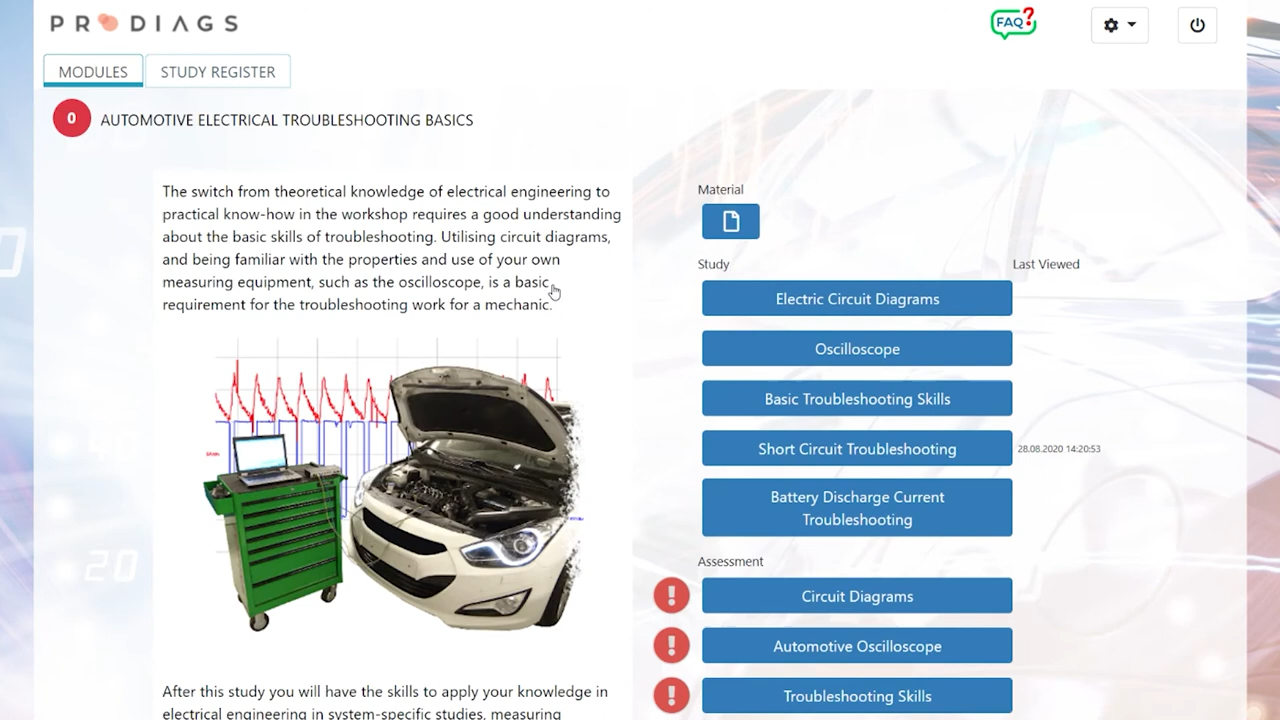 PRODIAGS
FAQ?
MODULES
STUDY REGISTER
0
AUTOMOTIVE ELECTRICAL TROUBLESHOOTING BASICS
The switch from theoretical knowledge of electrical engineering to
practical know-how in the workshop requires a good understanding
about the basic skills of troubleshooting. Utilising circuit diagrams,
and being familiar with the properties and use of your own
measuring equipment, such as the oscilloscope, is a basic
requirement for the troubleshooting work for a mechanic.
After this study you will have the skills to apply your knowledge in
electrical engineering in system-specific studies, measuring
Material
Study
Last Viewed
Electric Circuit Diagrams
Oscilloscope
Basic Troubleshooting Skills
Short Circuit Troubleshooting
28.08.2020 14:20:53
Battery Discharge Current
Troubleshooting
Assessment
! Circuit Diagrams
! Automotive Oscilloscope
! Troubleshooting Skills
20